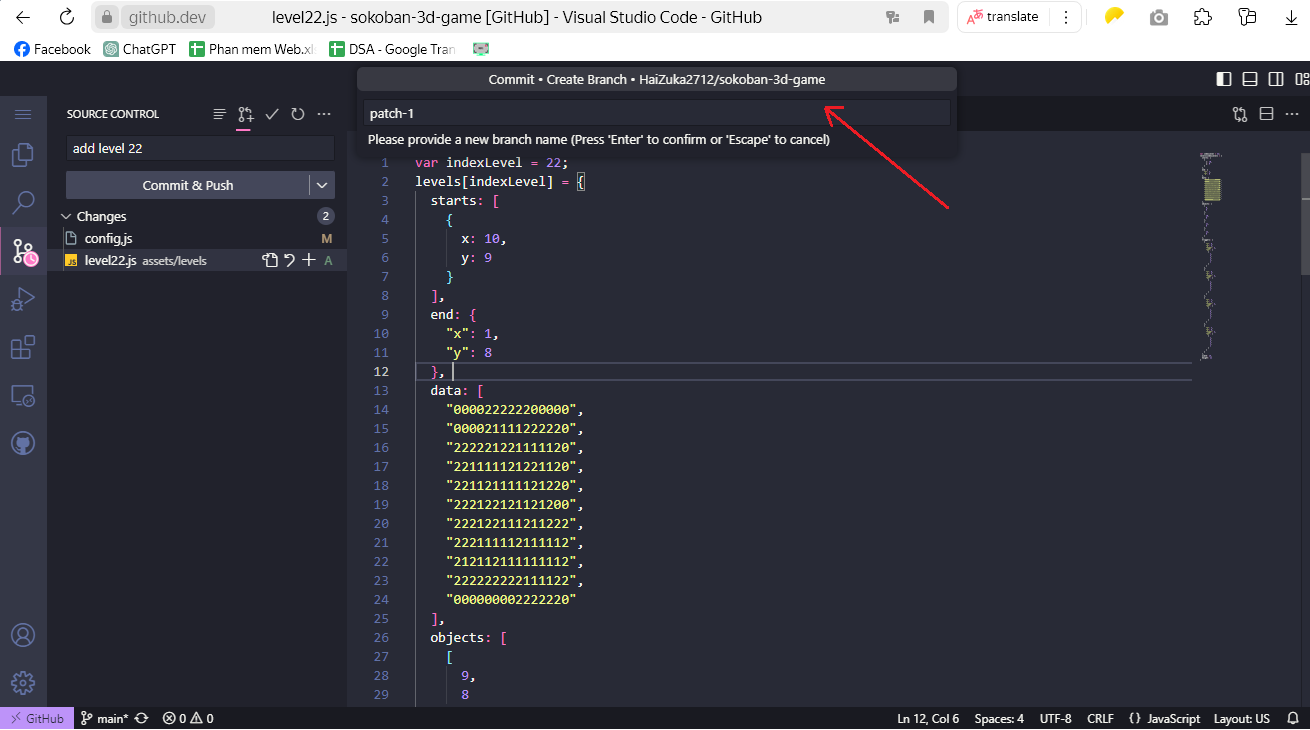 github.dev level22.js - sokoban-3d-game [GitHub] - Visual Studio Code - GitHub translate
Facebook ChatGPT Phan mem Web.xl DSA - Google Tran
Commit • Create Branch • HaiZuka2712/sokoban-3d-game
patch-1
Please provide a new branch name (Press 'Enter' to confirm or 'Escape' to cancel)
SOURCE CONTROL
add level 22
Commit & Push
Changes 2
config.js M
JS level22.js assets/levels A
1 var indexLevel = 22;
2 levels[indexLevel] = {
3 starts: [
4 {
5 x: 10,
6 y: 9
7 }
8 ],
9 end: {
10 "x": 1,
11 "y": 8
12 },
13 data: [
14 "000022222200000",
15 "000021111222220",
16 "222221221111120",
17 "221111121221120",
18 "221121111121220",
19 "222122121121200",
20 "222122111211222",
21 "222111112111112",
22 "212112111111112",
23 "222222222111122",
24 "000000002222220"
25 ],
26 objects: [
27 [
28 9,
29 8
GitHub main* 0 0 Ln 12, Col 6 Spaces: 4 UTF-8 CRLF {} JavaScript Layout: US